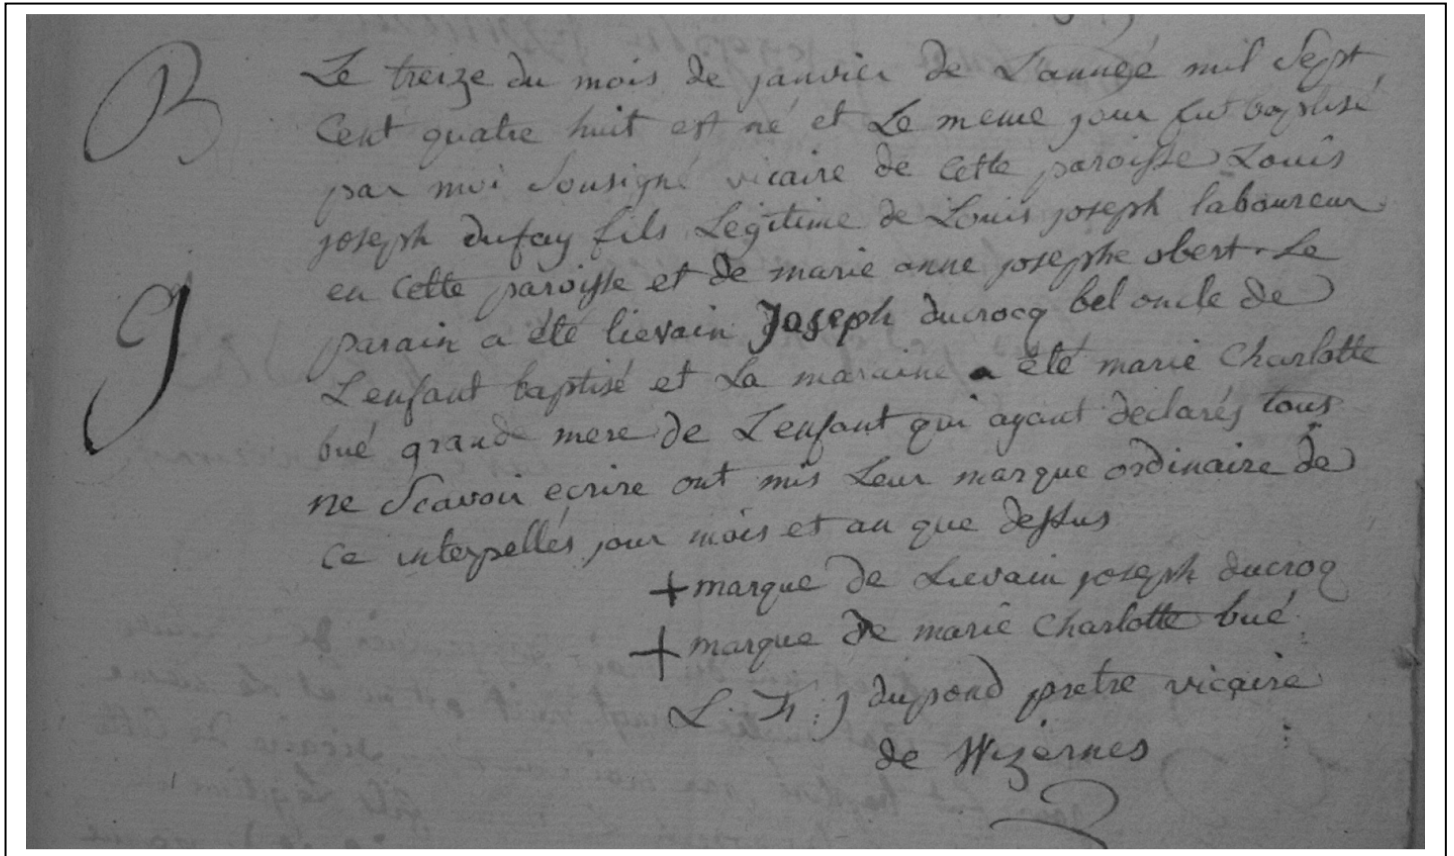 B
Le treize du mois de janvier de L'année mil Sept
Cent quatre huit est né et Le meme jour fut baptisé
par moi Sousigné vicaire de Cette paroisse Louis
joseph dufay fils Legitime de Louis joseph laboureur
en Cette paroisse et de marie anne josephe obert. Le
g
parain a été lievain Joseph ducrocq bel oncle de
L'enfant baptisé et La maraine a été marie Charlotte
bué grande mere de L'enfant qui ayant declarés tous
ne Scavoir ecrire ont mis Leur marque ordinaire de
Ce interpellés jour mois et an que dessus
+ marque de Lievain joseph ducroq
+ marque de marie Charlotte bué
L. : j dupond pretre vicaire
de Wizernes